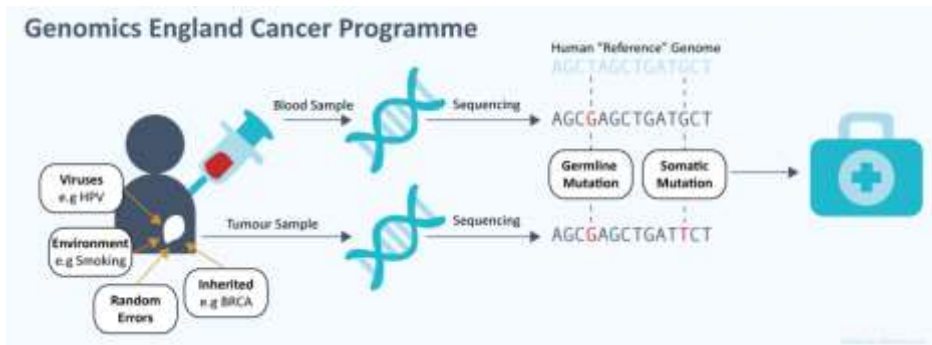 Genomics England Cancer Programme
Human "Reference" Genome
AGCTAGCTGATGCT
Blood Sample
Sequencing
AGCGAGCTGATGCT
Viruses
e.g HPV
Germline
Mutation
Somatic
Mutation
Environment
e.g Smoking
Tumour Sample
Sequencing
AGCGAGCTGATTCT
Inherited
e.g BRCA
Random
Errors